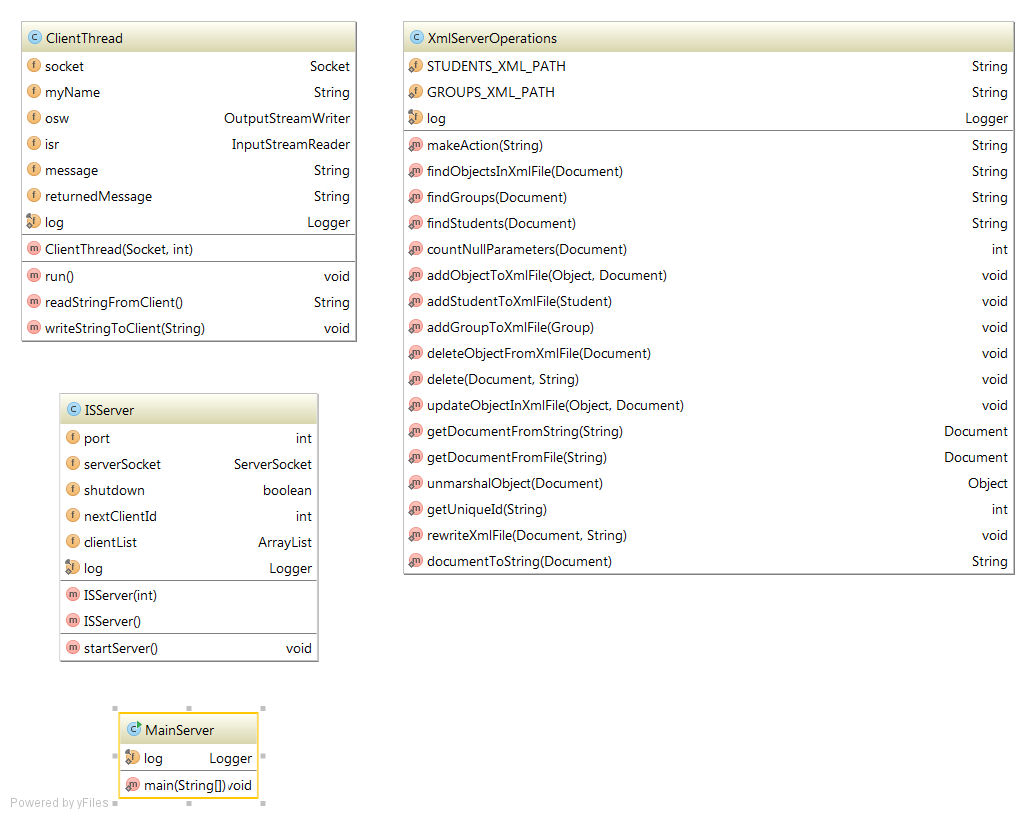 ClientThread
socket Socket
myName String
osw OutputStreamWriter
isr InputStreamReader
message String
returnedMessage String
log Logger
ClientThread(Socket, int)
run() void
readStringFromClient() String
writeStringToClient(String) void
XmlServerOperations
STUDENTS_XML_PATH String
GROUPS_XML_PATH String
log Logger
makeAction(String) String
findObjectsInXmlFile(Document) String
findGroups(Document) String
findStudents(Document) String
countNullParameters(Document) int
addObjectToXmlFile(Object, Document) void
addStudentToXmlFile(Student) void
addGroupToXmlFile(Group) void
deleteObjectFromXmlFile(Document) void
delete(Document, String) void
updateObjectInXmlFile(Object, Document) void
getDocumentFromString(String) Document
getDocumentFromFile(String) Document
unmarshalObject(Document) Object
getUniqueId(String) int
rewriteXmlFile(Document, String) void
documentToString(Document) String
ISServer
port int
serverSocket ServerSocket
shutdown boolean
nextClientId int
clientList ArrayList
log Logger
ISServer(int)
ISServer()
startServer() void
MainServer
log Logger
main(String[]) void
Powered by yFiles